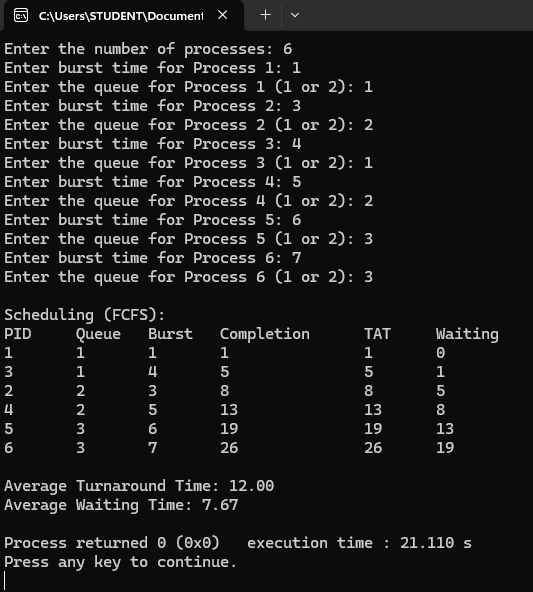 C:\Users\STUDENT\Document
Enter the number of processes: 6
Enter burst time for Process 1: 1
Enter the queue for Process 1 (1 or 2): 1
Enter burst time for Process 2: 3
Enter the queue for Process 2 (1 or 2): 2
Enter burst time for Process 3: 4
Enter the queue for Process 3 (1 or 2): 1
Enter burst time for Process 4: 5
Enter the queue for Process 4 (1 or 2): 2
Enter burst time for Process 5: 6
Enter the queue for Process 5 (1 or 2): 3
Enter burst time for Process 6: 7
Enter the queue for Process 6 (1 or 2): 3
Scheduling (FCFS):
PID Queue Burst Completion TAT Waiting
1 1 1 1 1 0
3 1 4 5 5 1
2 2 3 8 8 5
4 2 5 13 13 8
5 3 6 19 19 13
6 3 7 26 26 19
Average Turnaround Time: 12.00
Average Waiting Time: 7.67
Process returned 0 (0x0) execution time : 21.110 s
Press any key to continue.